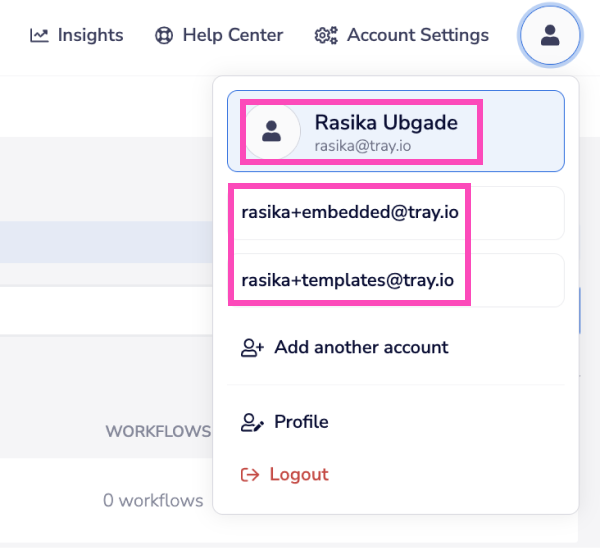 Insights
Help Center
Account Settings
Rasika Ubgade
rasika@tray.io
rasika+embedded@tray.io
rasika+templates@tray.io
Add another account
Profile
Logout
WORKFLOWS
0 workflows